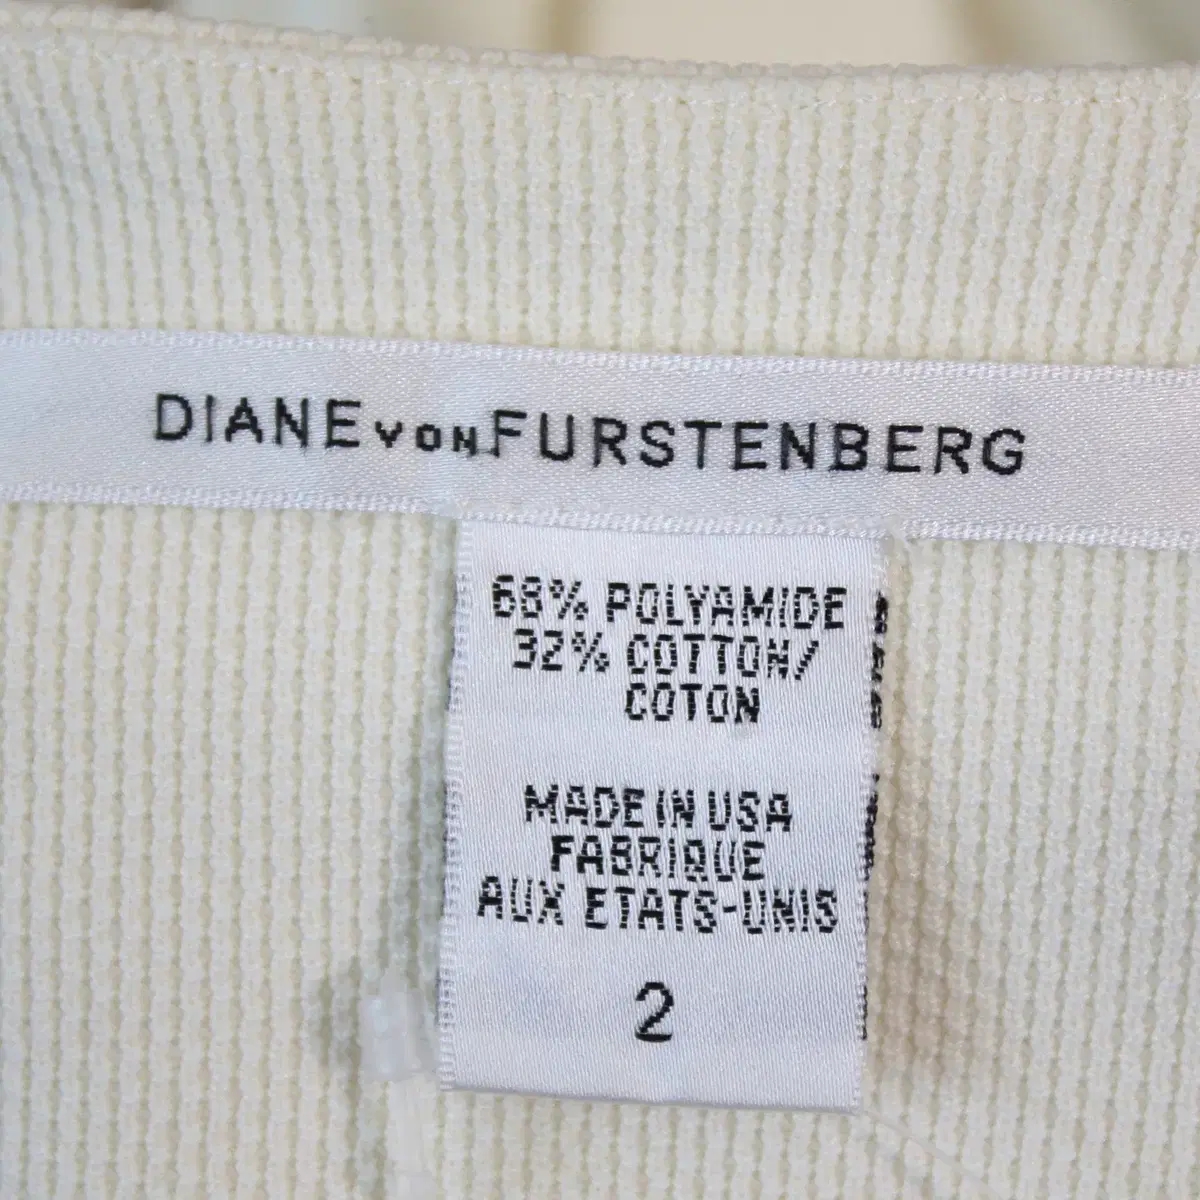 DIANE vON FURSTENBERG
68% POLYAMIDE
32% COTTON/
COTON
MADE IN USA
FABRIQUE
AUX ETATS-UNIS
2